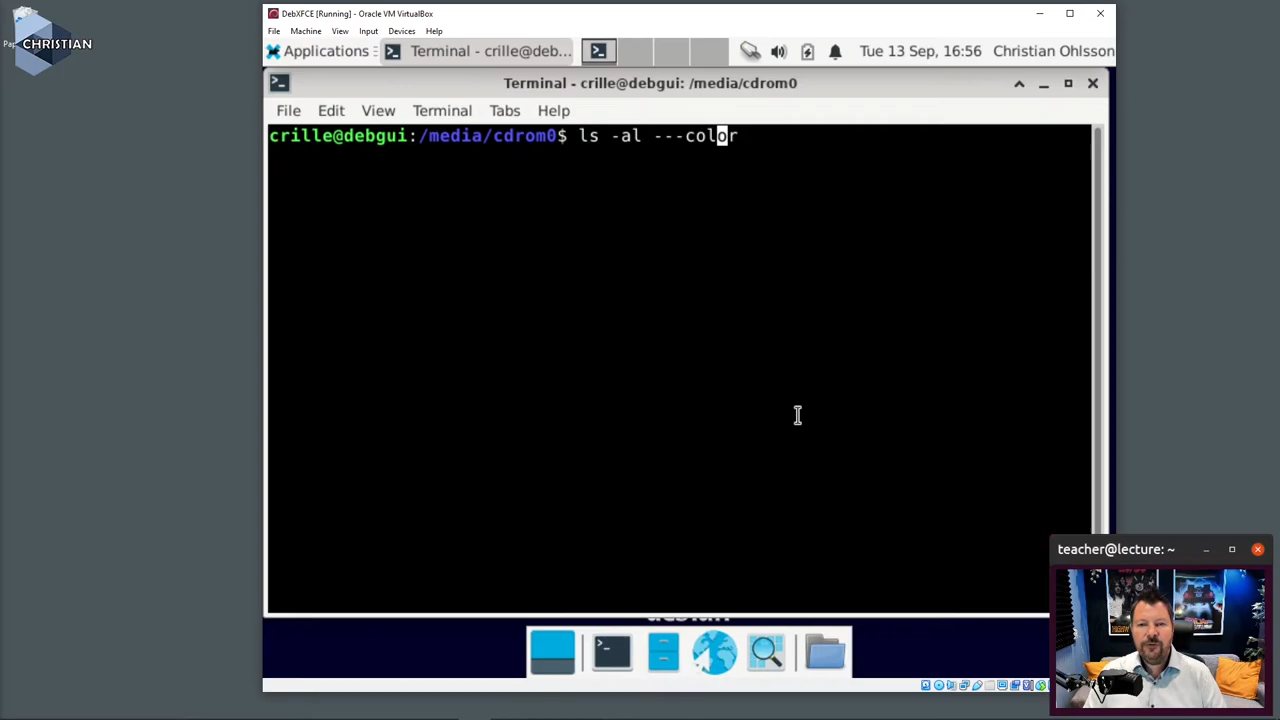 DebXFCE [Running] - Oracle VM VirtualBox
File Machine View Input Devices Help
CHRISTIAN
Applications Terminal - crille@deb... Tue 13 Sep, 16:56 Christian Ohlsson
Terminal - crille@debgui: /media/cdrom0
File Edit View Terminal Tabs Help
crille@debgui:/media/cdrom0$ ls -al ---color
teacher@lecture: ~